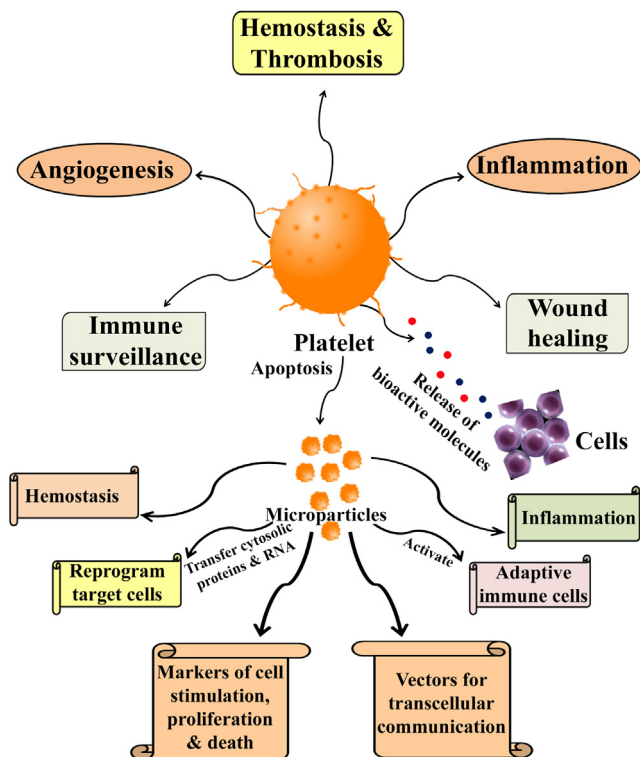 Hemostasis &
Thrombosis
Angiogenesis
Inflammation
Immune
surveillance
Wound
healing
Platelet
Apoptosis
Release of
bioactive molecules
Cells
Hemostasis
Microparticles
Inflammation
Transfer cytosolic
proteins & RNA
Activate
Reprogram
target cells
Adaptive
immune cells
Markers of cell
stimulation,
proliferation
& death
Vectors for
transcellular
communication